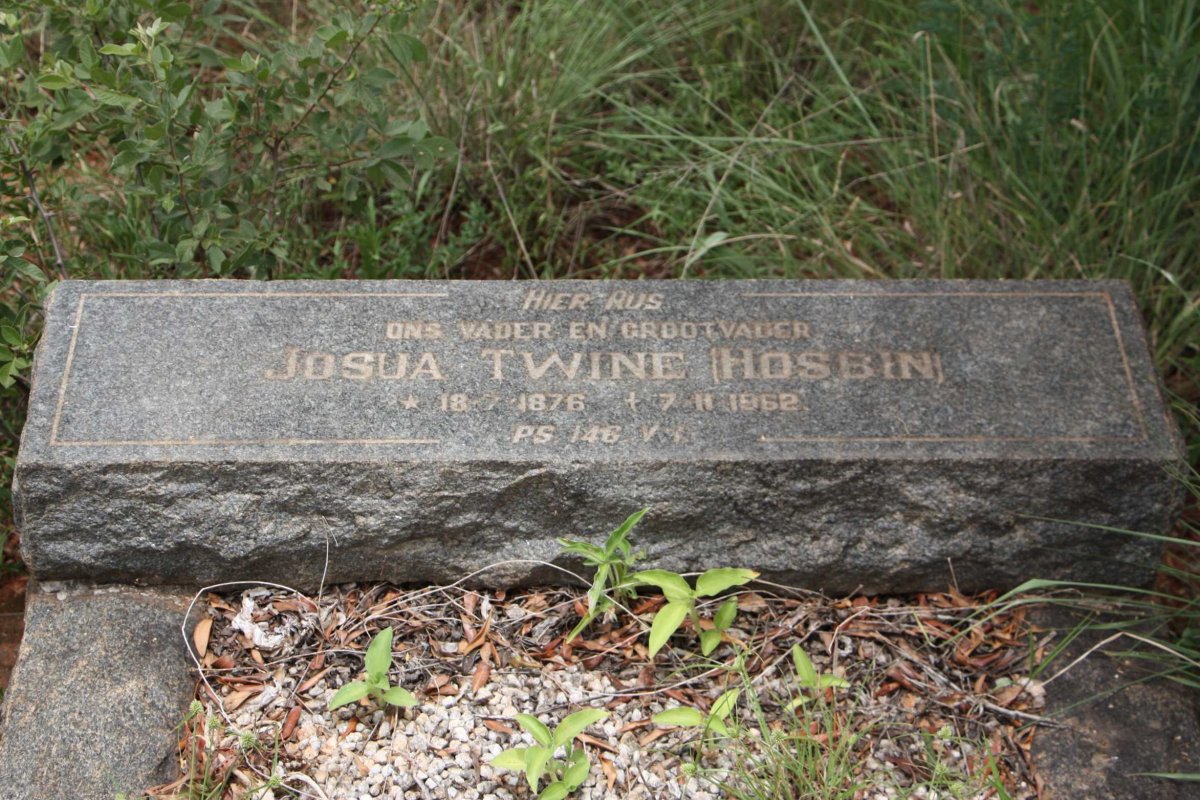 HIER RUS
ONS VADER EN GROOTVADER
JOSUA TWINE (HOSBIN)
★ 18-7-1876 † 7-11-1962.
PS 146 V·1.